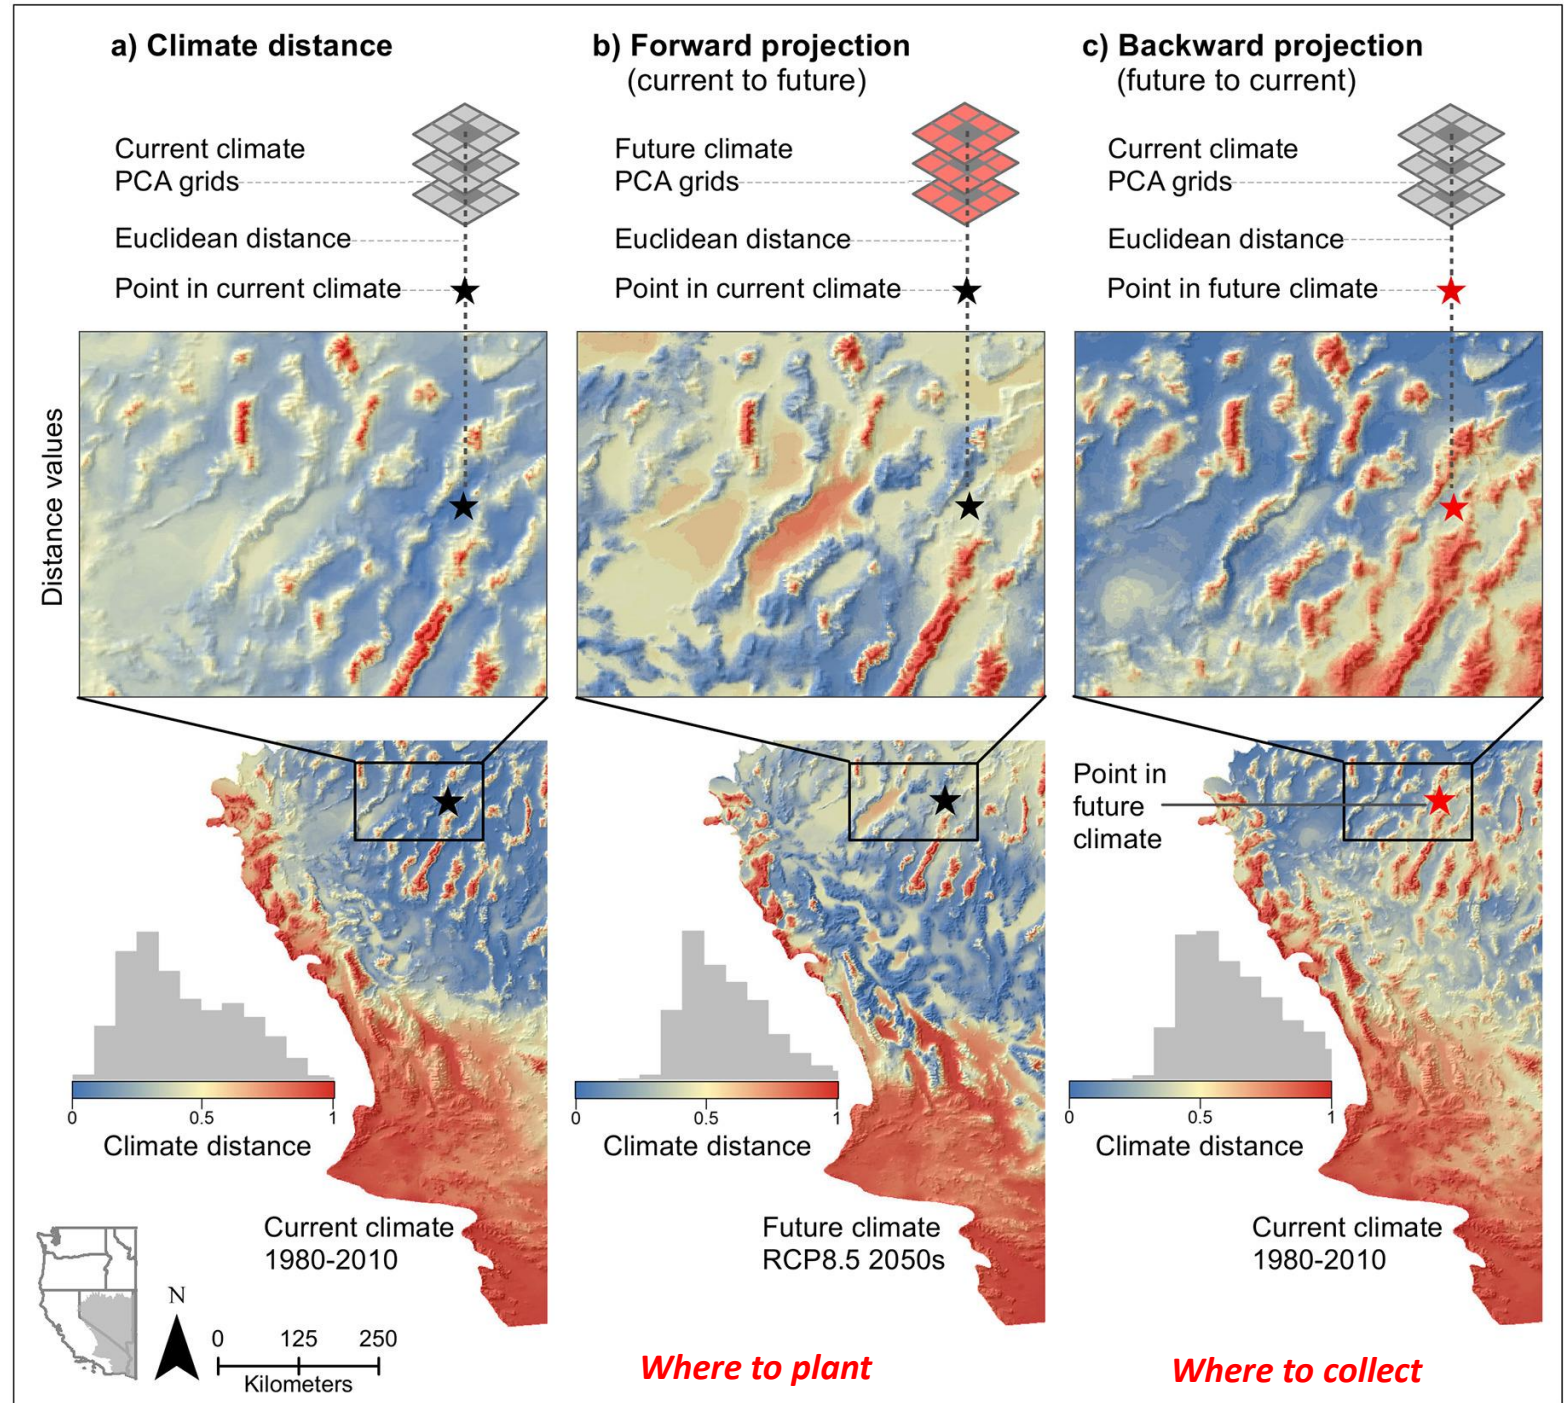 a) Climate distance
Current climate
PCA grids
Euclidean distance
Point in current climate
b) Forward projection
(current to future)
Future climate
PCA grids
Euclidean distance
Point in current climate
c) Backward projection
(future to current)
Current climate
PCA grids
Euclidean distance
Point in future climate
Distance values
Point in
future
climate
0 0.5 1
Climate distance
0 0.5 1
Climate distance
0 0.5 1
Climate distance
Current climate
1980-2010
Future climate
RCP8.5 2050s
Current climate
1980-2010
N
0 125 250
Kilometers
Where to plant
Where to collect